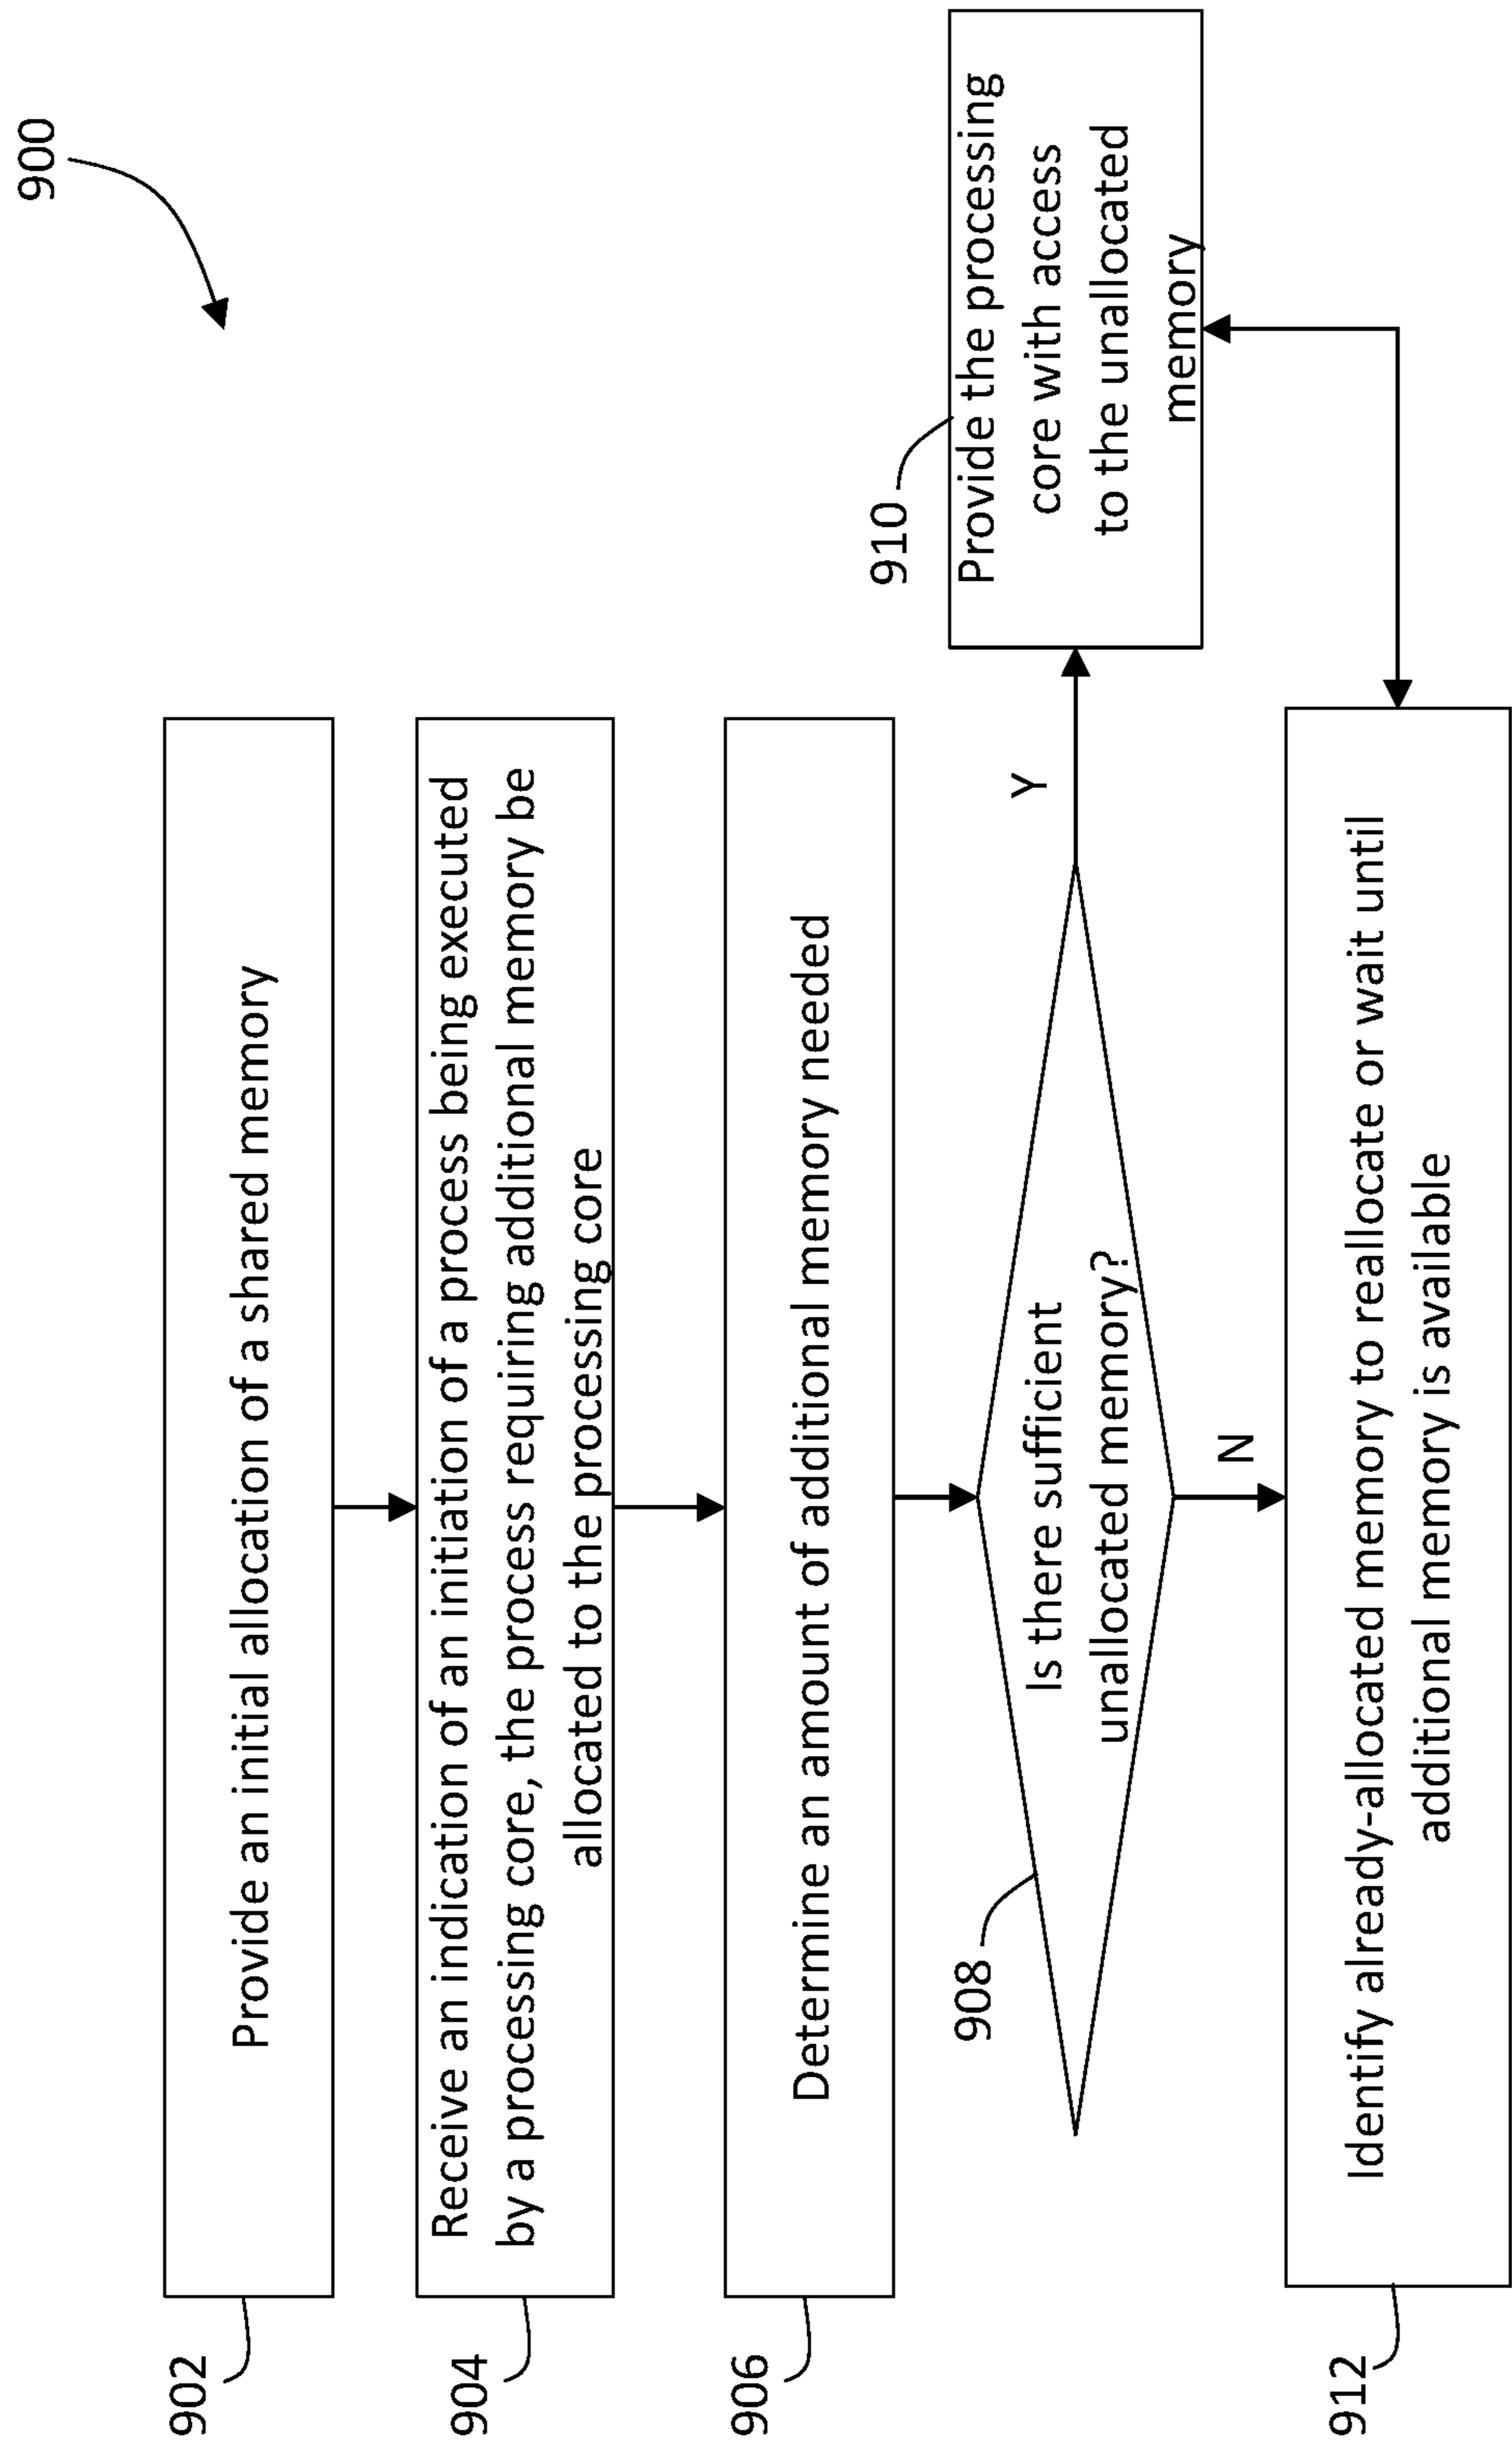 900
902
Provide an initial allocation of a shared memory
904
Receive an indication of an initiation of a process being executed
by a processing core, the process requiring additional memory be
allocated to the processing core
906
Determine an amount of additional memory needed
908
Is there sufficient
unallocated memory?
Y
910
Provide the processing
core with access
to the unallocated
memory
N
912
Identify already-allocated memory to reallocate or wait until
additional memory is available